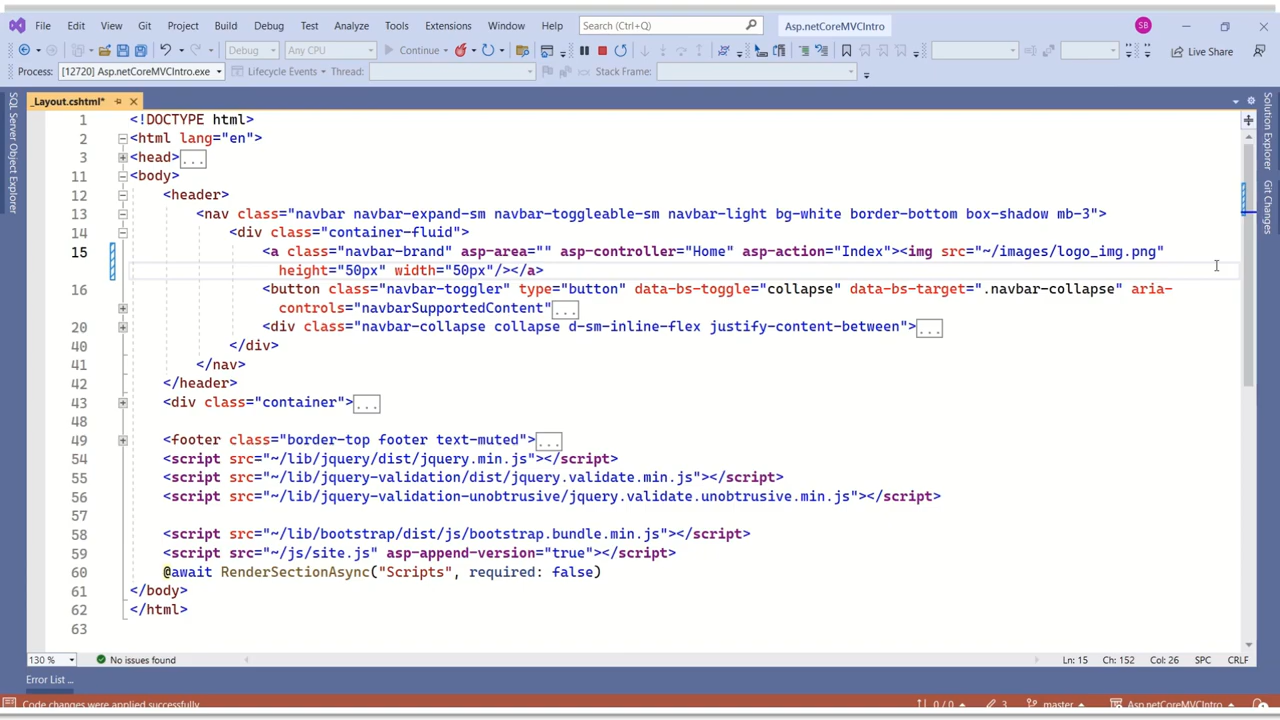 File Edit View Git Project Build Debug Test Analyze Tools Extensions Window Help Search (Ctrl+Q) Asp.netCoreMVCIntro SB
Debug Any CPU Continue Live Share
Process: [12720] Asp.netCoreMVCIntro.exe Lifecycle Events Thread: Stack Frame:
_Layout.cshtml*
SQL Server Object Explorer
Solution Explorer
Git Changes
1 <!DOCTYPE html>
2 <html lang="en">
3 <head>...
11 <body>
12 <header>
13 <nav class="navbar navbar-expand-sm navbar-toggleable-sm navbar-light bg-white border-bottom box-shadow mb-3">
14 <div class="container-fluid">
15 <a class="navbar-brand" asp-area="" asp-controller="Home" asp-action="Index"><img src="~/images/logo_img.png"
height="50px" width="50px"/></a>
16 <button class="navbar-toggler" type="button" data-bs-toggle="collapse" data-bs-target=".navbar-collapse" aria-
controls="navbarSupportedContent"...
20 <div class="navbar-collapse collapse d-sm-inline-flex justify-content-between">...
40 </div>
41 </nav>
42 </header>
43 <div class="container">...
48
49 <footer class="border-top footer text-muted">...
54 <script src="~/lib/jquery/dist/jquery.min.js"></script>
55 <script src="~/lib/jquery-validation/dist/jquery.validate.min.js"></script>
56 <script src="~/lib/jquery-validation-unobtrusive/jquery.validate.unobtrusive.min.js"></script>
57
58 <script src="~/lib/bootstrap/dist/js/bootstrap.bundle.min.js"></script>
59 <script src="~/js/site.js" asp-append-version="true"></script>
60 @await RenderSectionAsync("Scripts", required: false)
61 </body>
62 </html>
63
130 % No issues found Ln: 15 Ch: 152 Col: 26 SPC CRLF
Error List ...
Code changes were applied successfully 0 / 0 3 master Asp.netCoreMVCIntro